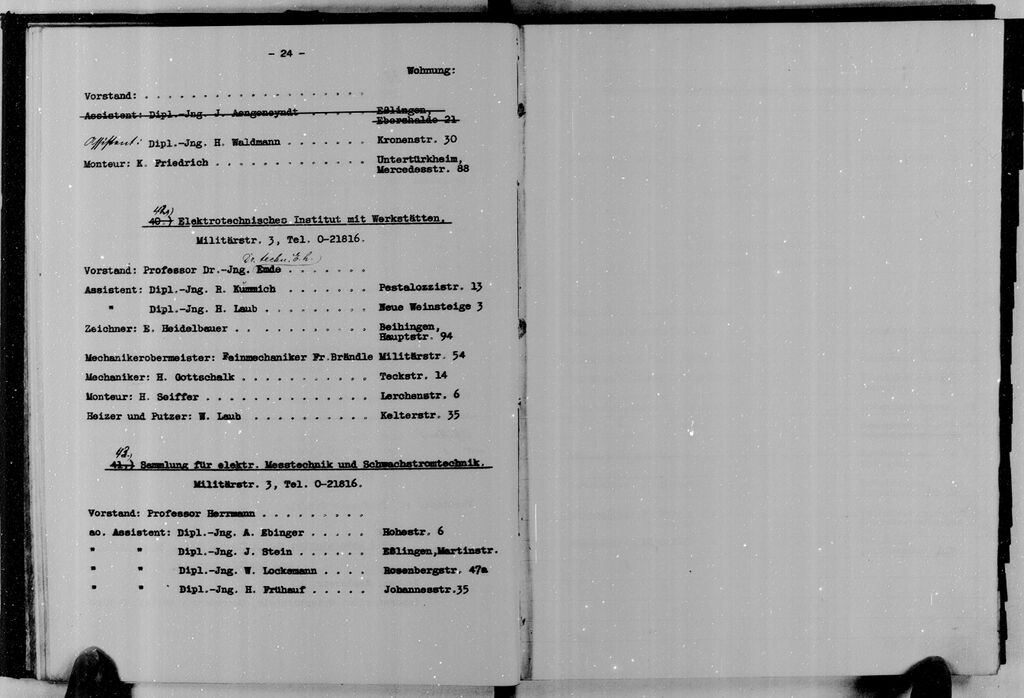 - 24 -
Wohnung:
Vorstand: . . . . . . . . . . . . . . . . . .
Assistent: Dipl.-Jng. J. Aengeneyndt . . . . . . Eßlingen,
Ebershalde 21
Assistent: Dipl.-Jng. H. Waldmann . . . . . . . Kronenstr. 30
Monteur: K. Friedrich . . . . . . . . . . . . . Untertürkheim,
Mercedesstr. 88
42.)
40.) Elektrotechnisches Institut mit Werkstätten.
Militärstr. 3, Tel. 0-21816.
Dr. techn. E.h.)
Vorstand: Professor Dr.-Jng. Emde . . . . . . .
Assistent: Dipl.-Jng. R. Kümmich . . . . . . . Pestalozzistr. 13
" Dipl.-Jng. H. Laub . . . . . . . . . Neue Weinsteige 3
Zeichner: E. Heidelbauer . . . . . . . . . . . Beihingen,
Hauptstr. 94
Mechanikerobermeister: Feinmechaniker Fr.Brändle Militärstr. 54
Mechaniker: H. Gottschalk . . . . . . . . . . . Teckstr. 14
Monteur: H. Seiffer . . . . . . . . . . . . . Lerchenstr. 6
Heizer und Putzer: W. Laub . . . . . . . . . . Kelterstr. 35
43.)
41.) Sammlung für elektr. Messtechnik und Schwachstromtechnik.
Militärstr. 3, Tel. 0-21816.
Vorstand: Professor Herrmann . . . . . . . . .
ao. Assistent: Dipl.-Jng. A. Ebinger . . . . . Hohestr. 6
" " Dipl.-Jng. J. Stein . . . . . . Eßlingen,Martinstr.
" " Dipl.-Jng. W. Locksmann . . . . Rosenbergstr. 47a
" " Dipl.-Jng. H. Frühauf . . . . . Johannesstr.35